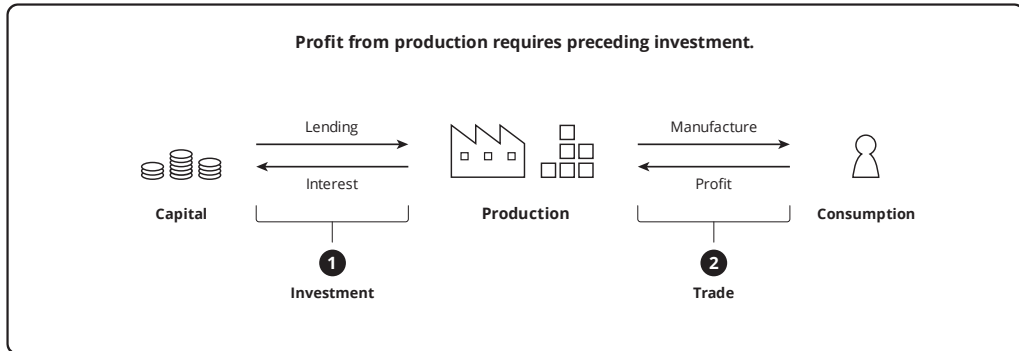 Profit from production requires preceding investment.
Lending
Interest
Manufacture
Profit
Capital
Production
Consumption
1
Investment
2
Trade